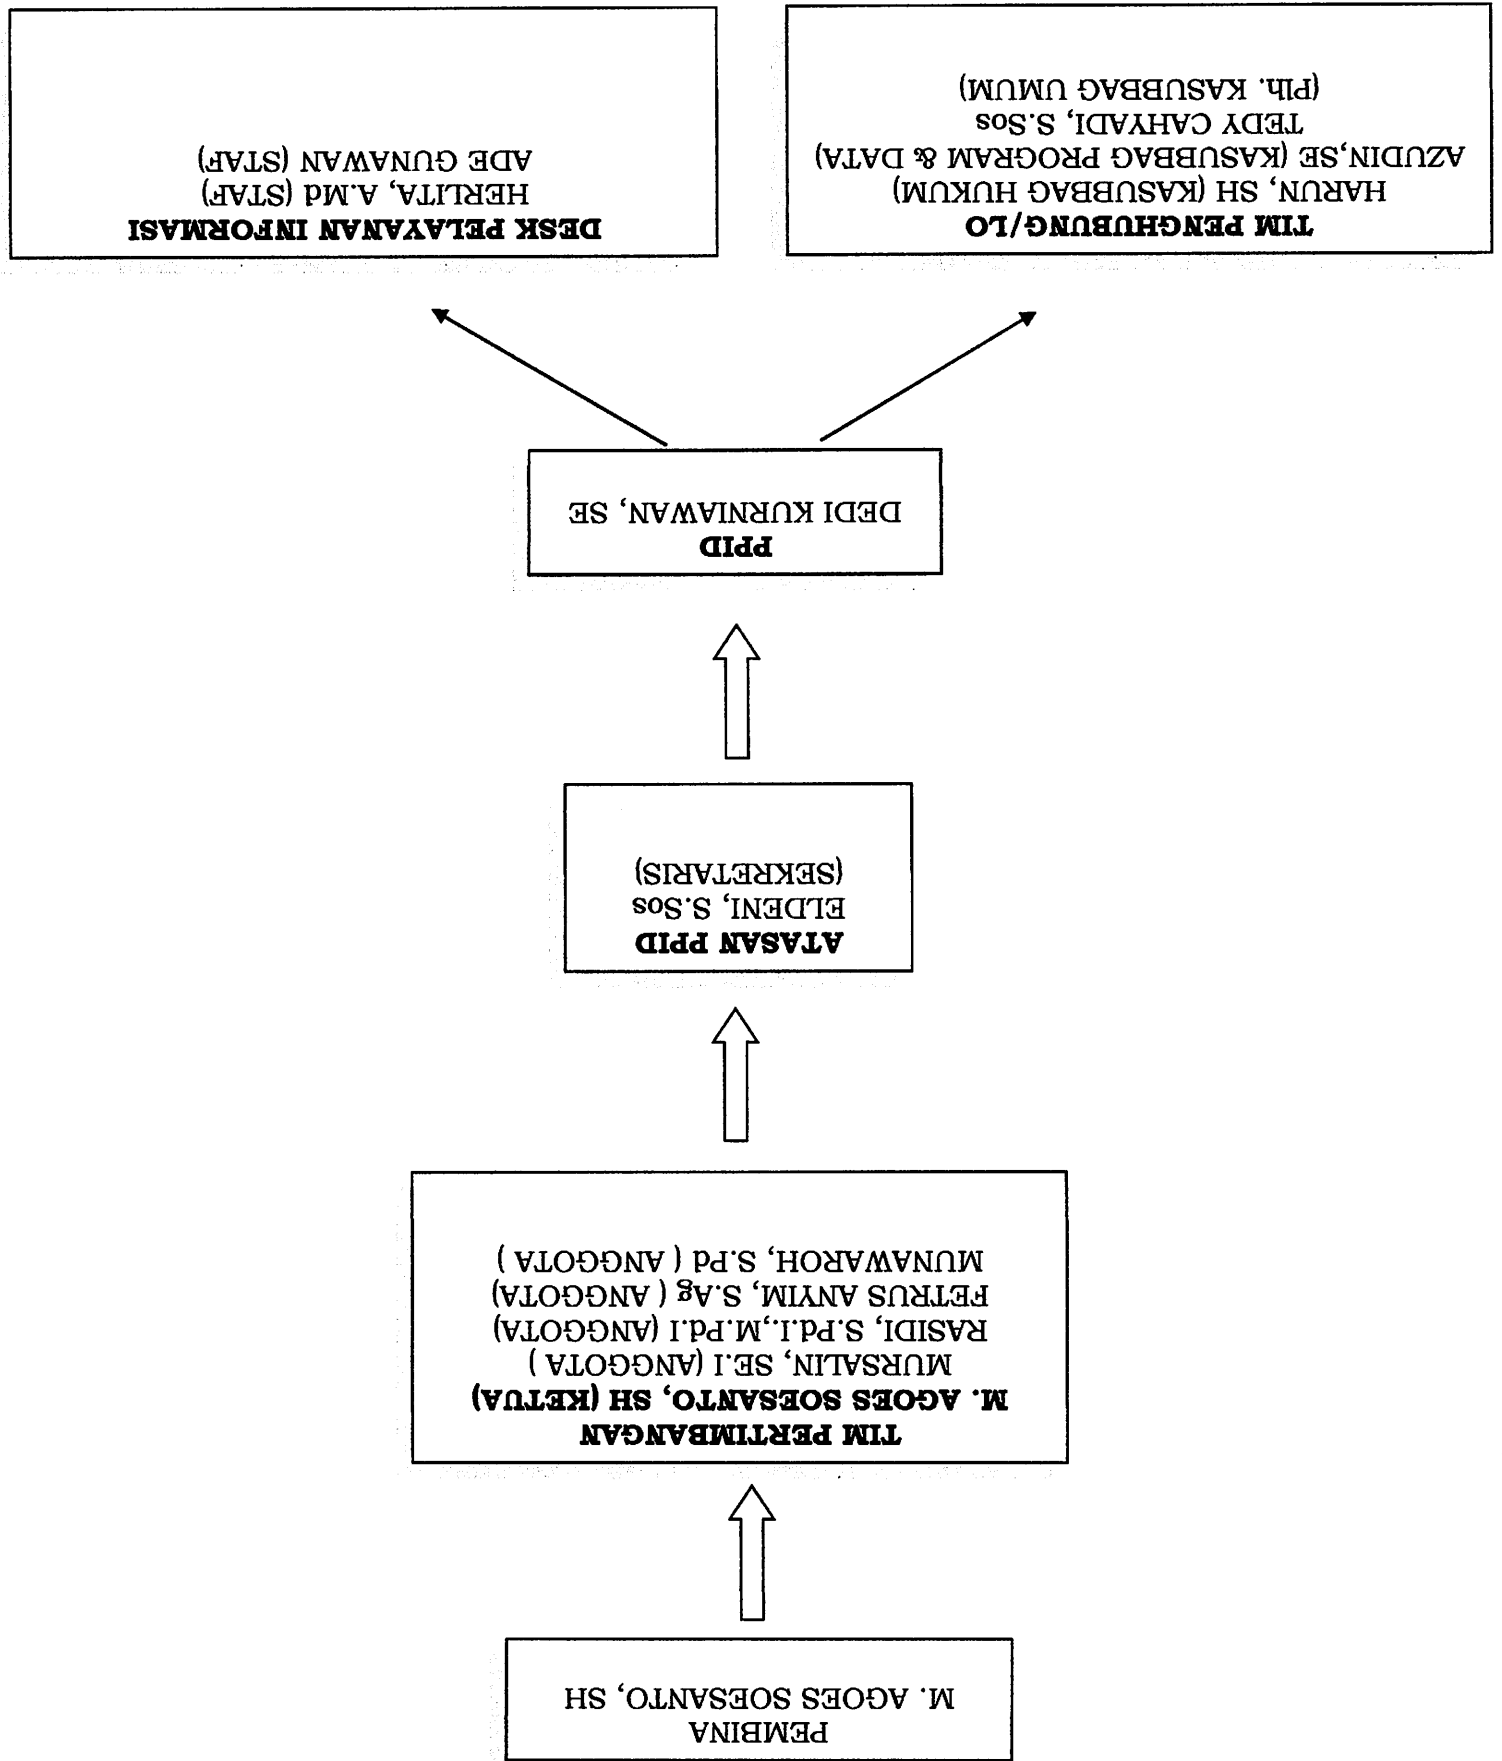 PEMBINA
M. AGOES SOESANTO, SH
TIM PERTIMBANGAN
M. AGOES SOESANTO, SH (KETUA)
MURSALIN, SE.I (ANGGOTA )
RASIDI, S.Pd.I.,M.Pd.I (ANGGOTA)
FETRUS ANYIM, S.Ag ( ANGGOTA)
MUNAWAROH, S.Pd ( ANGGOTA )
ATASAN PPID
ELDENI, S.Sos
(SEKRETARIS)
PPID
DEDI KURNIAWAN, SE
TIM PENGHUBUNG/LO
HARUN, SH (KASUBBAG HUKUM)
AZUDIN,SE (KASUBBAG PROGRAM & DATA)
TEDY CAHYADI, S.Sos
(Plh. KASUBBAG UMUM)
DESK PELAYANAN INFORMASI
HERLITA, A.Md (STAF)
ADE GUNAWAN (STAF)